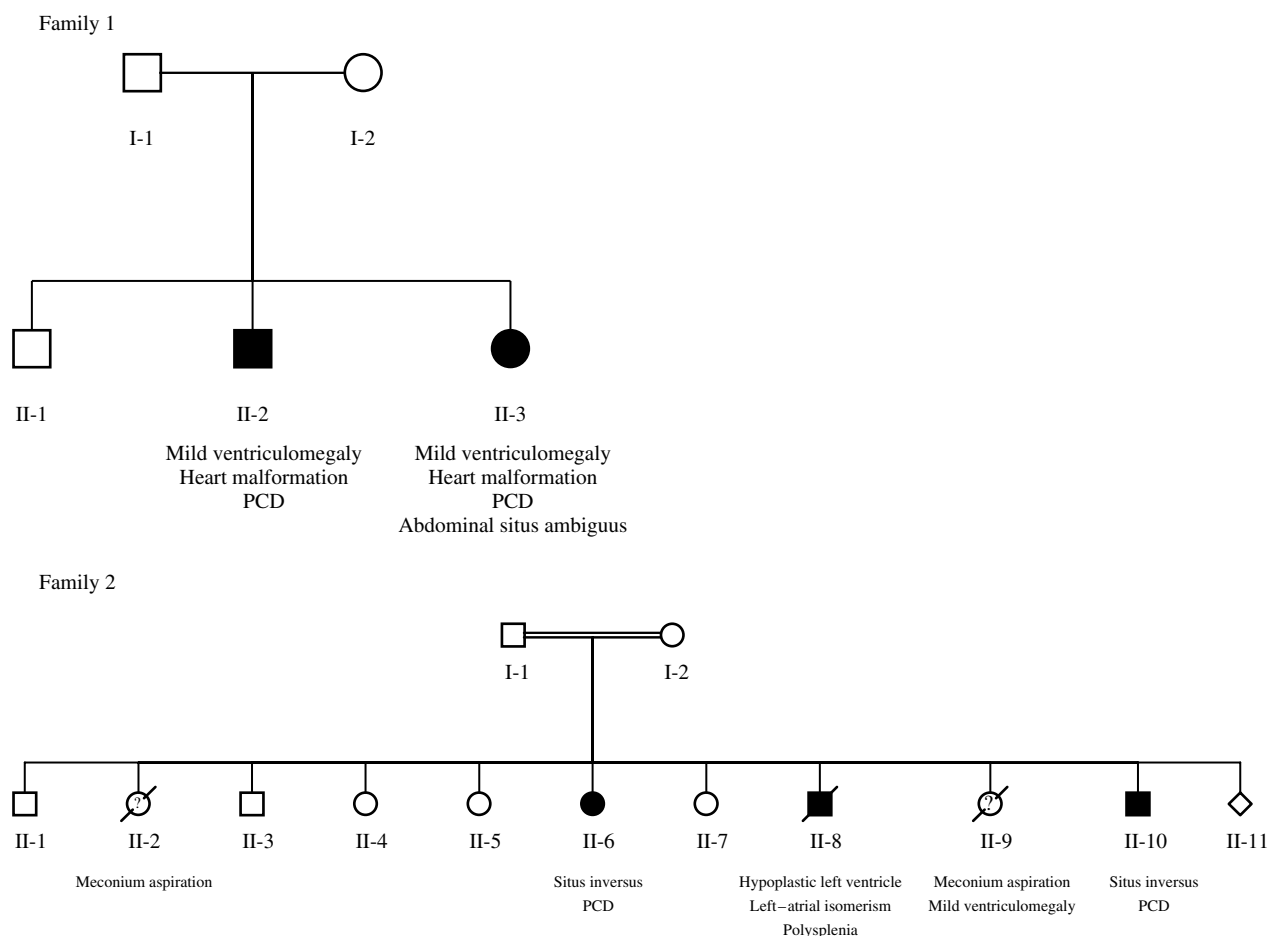 Family 1
I-1
I-2
II-1
II-2
II-3
Mild ventriculomegaly
Heart malformation
PCD
Mild ventriculomegaly
Heart malformation
PCD
Abdominal situs ambiguus
Family 2
I-1
I-2
?
?
II-1
II-2
II-3
II-4
II-5
II-6
II-7
II-8
II-9
II-10
II-11
Meconium aspiration
Situs inversus
PCD
Hypoplastic left ventricle
Left-atrial isomerism
Polysplenia
Meconium aspiration
Mild ventriculomegaly
Situs inversus
PCD